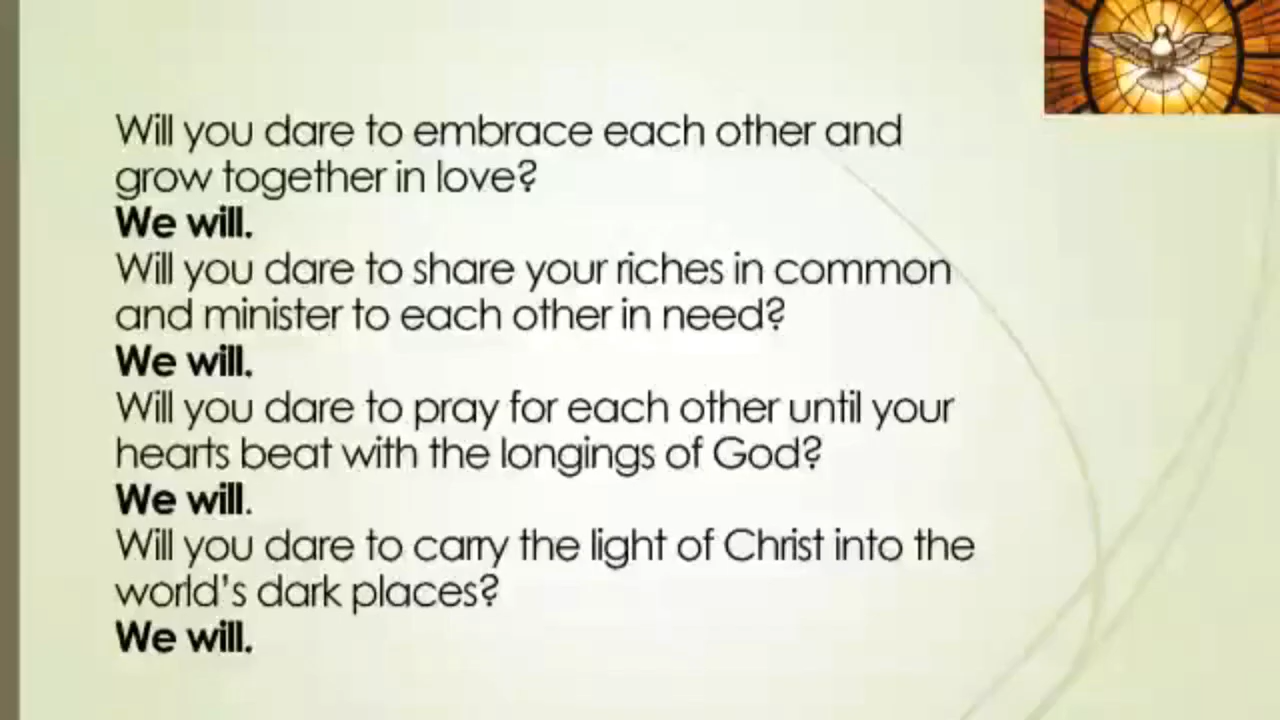 Will you dare to embrace each other and
grow together in love?
We will.
Will you dare to share your riches in common
and minister to each other in need?
We will.
Will you dare to pray for each other until your
hearts beat with the longings of God?
We will.
Will you dare to carry the light of Christ into the
world's dark places?
We will.